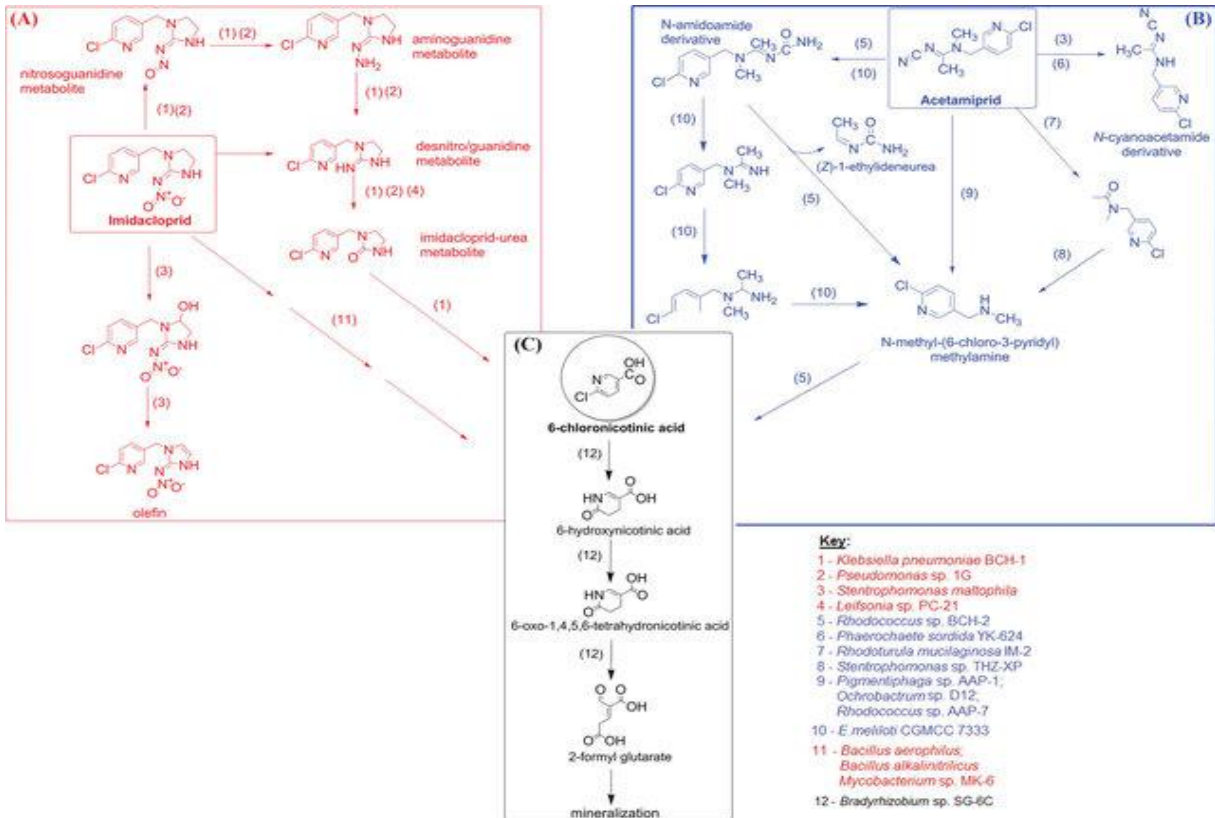 (A)
(1) (2)
aminoguanidine
metabolite
nitrosoguanidine
metabolite
(1)(2)
(1) (2)
desnitro/guanidine
metabolite
Imidacloprid
(1) (2) (4)
imidacloprid-urea
metabolite
(3)
(1)
(11)
(3)
olefin
(B)
N-amidoamide
derivative
(5)
(10)
Acetamiprid
(3)
(6)
N-cyanoacetamide
derivative
(10)
(7)
(Z)-1-ethylideneurea
(5)
(9)
(10)
(8)
(10)
N-methyl-(6-chloro-3-pyridyl)
methylamine
(5)
(C)
6-chloronicotinic acid
(12)
6-hydroxynicotinic acid
(12)
6-oxo-1,4,5,6-tetrahydronicotinic acid
(12)
2-formyl glutarate
mineralization
Key:
1 - Klebsiella pneumoniae BCH-1
2 - Pseudomonas sp. 1G
3 - Stentrophomonas maltophila
4 - Leifsonia sp. PC-21
5 - Rhodococcus sp. BCH-2
6 - Phaerochaete sordida YK-624
7 - Rhodoturula mucilaginosa IM-2
8 - Stentrophomonas sp. THZ-XP
9 - Pigmentiphaga sp. AAP-1;
Ochrobactrum sp. D12;
Rhodococcus sp. AAP-7
10 - E meliloti CGMCC 7333
11 - Bacillus aerophilus;
Bacillus alkalinitrilicus
Mycobacterium sp. MK-6
12 - Bradyrhizobium sp. SG-6C